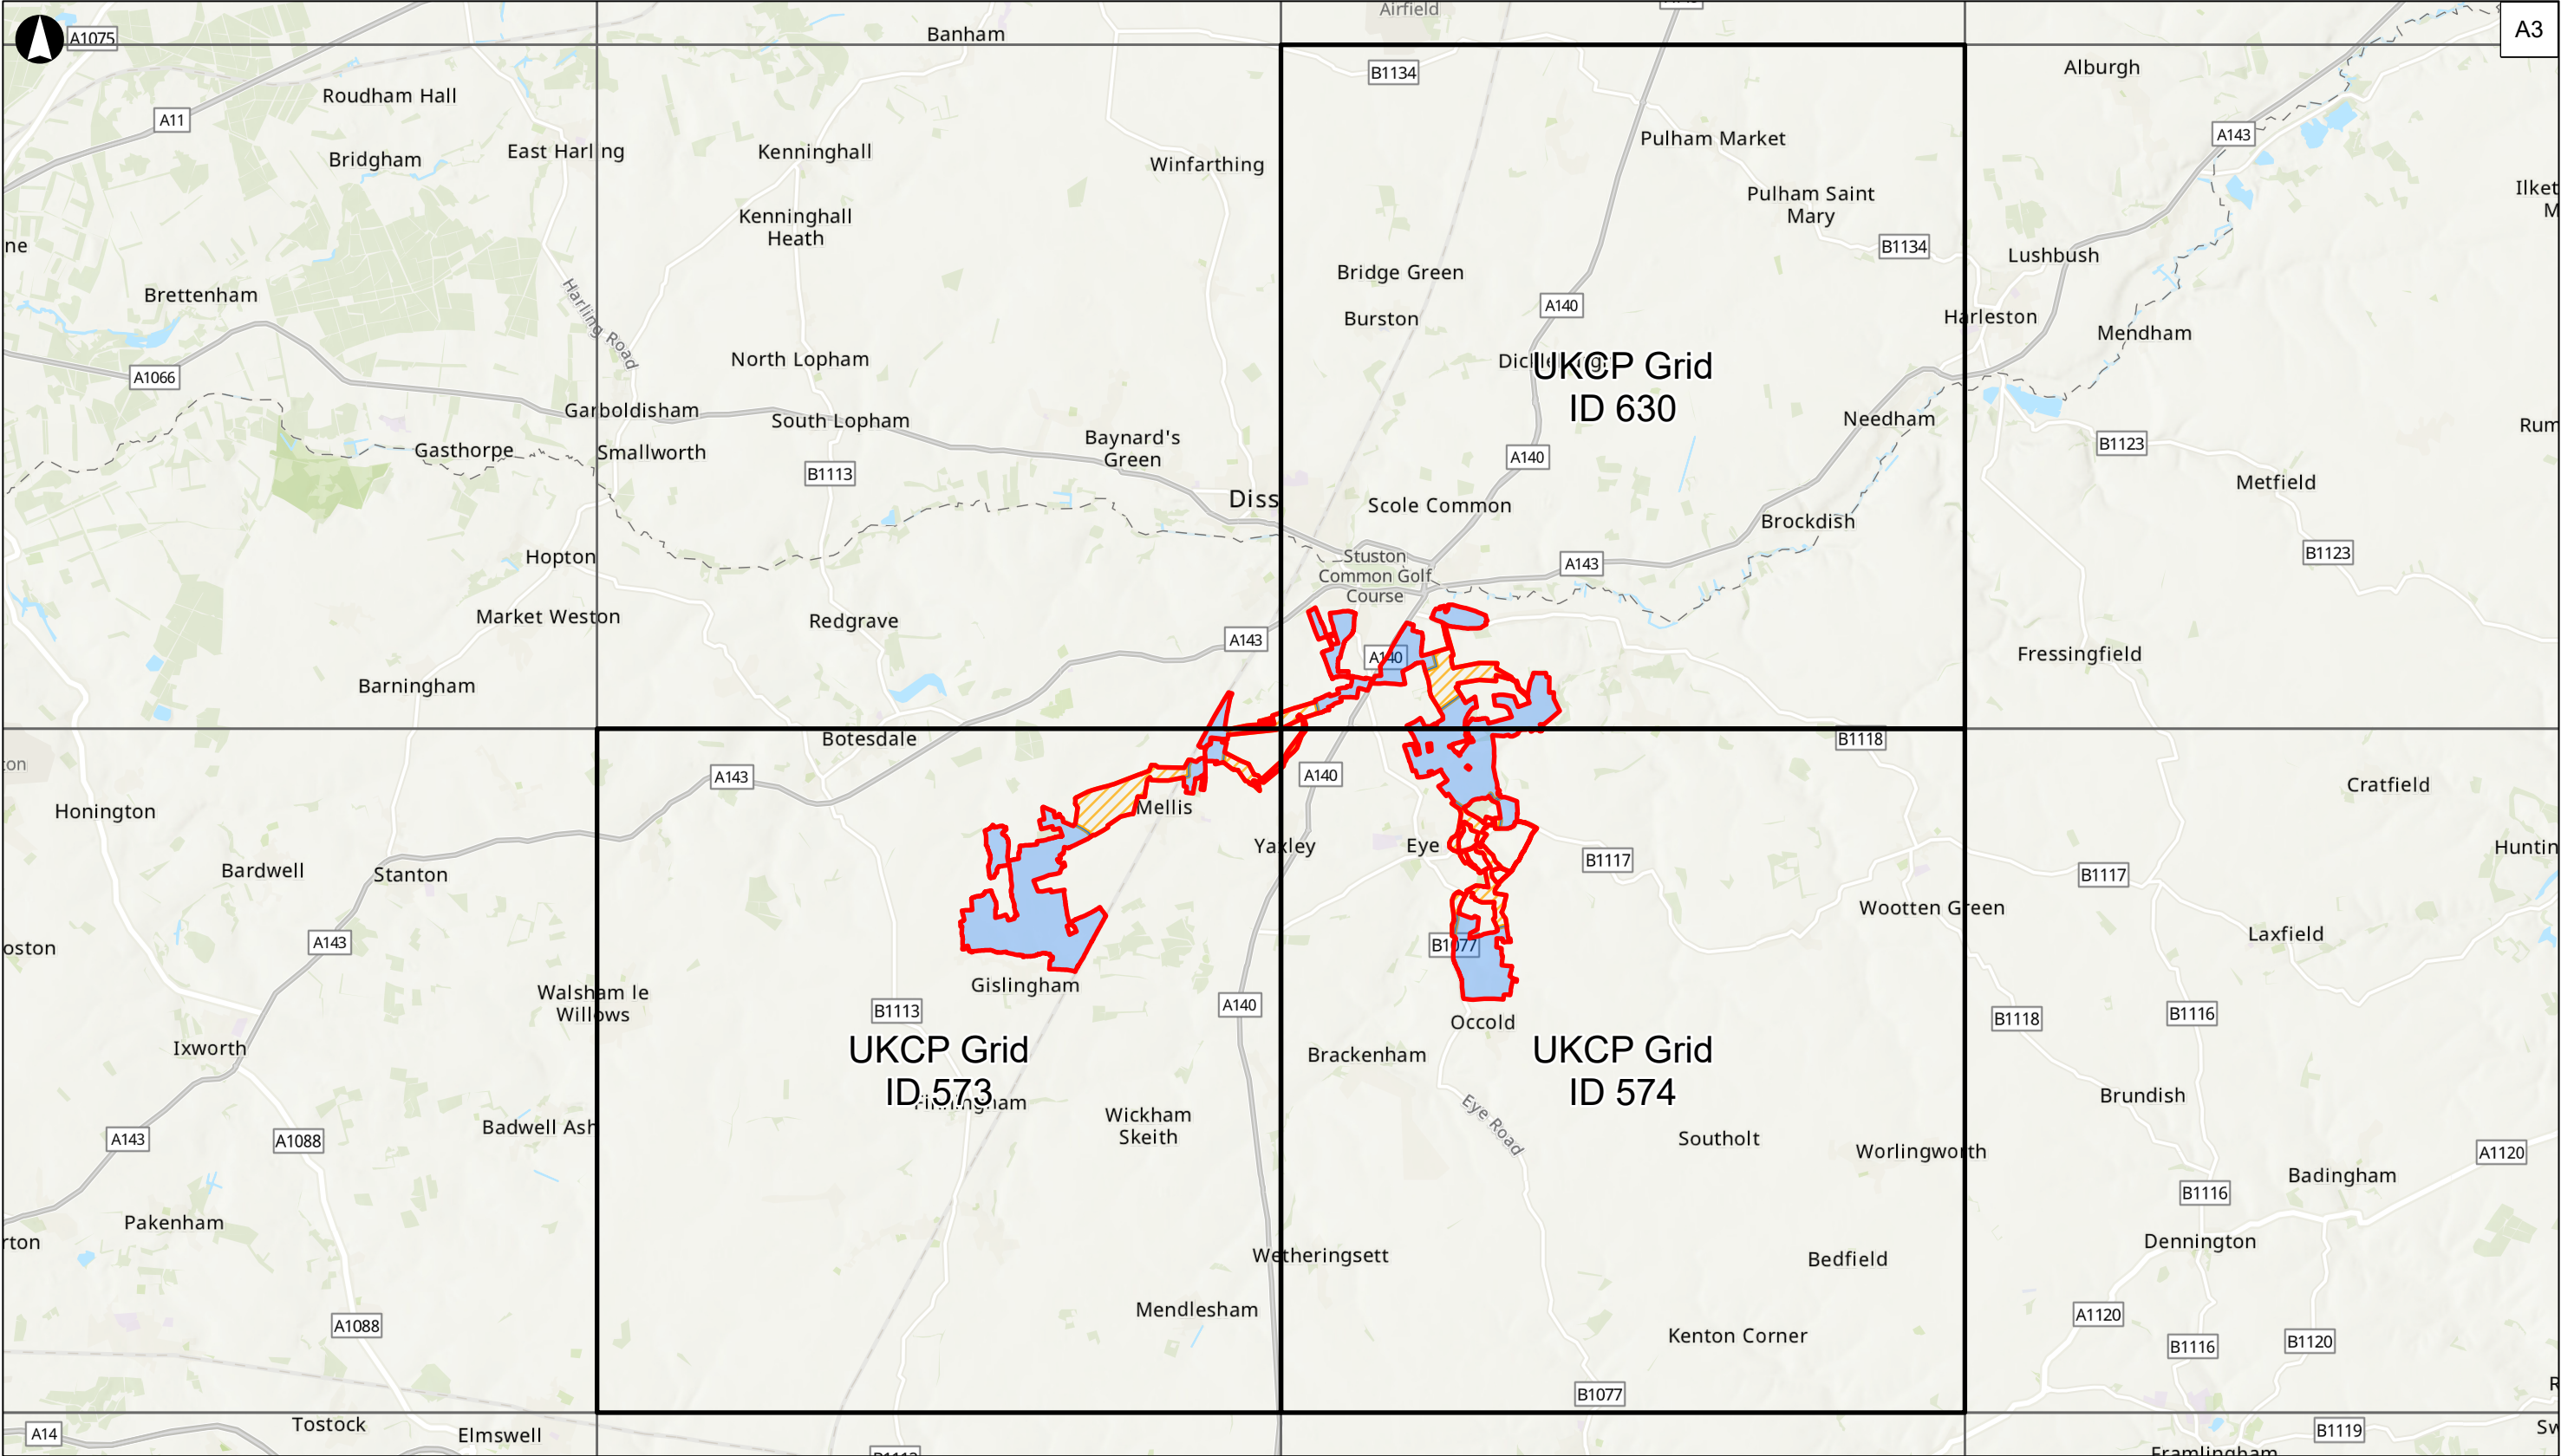 Airfield
A3
A1075
Banham
B1134
Alburgh
Roudham Hall
A11
A143
Pulham Market
Bridgham
East Harling
Kenninghall
Winfarthing
Pulham Saint
Mary
Kenninghall
Heath
ne
B1134
Lushbush
Bridge Green
Brettenham
Harling Road
A140
Burston
Harleston
Mendham
North Lopham
UKCP Grid
ID 630
A1066
Garboldisham
South Lopham
Needham
Gasthorpe
Smallworth
Baynard's
Green
B1123
B1113
A140
Metfield
Diss
Scole Common
Brockdish
Hopton
Stuston
Common Golf
Course
A143
B1123
Market Weston
Redgrave
A143
A140
Fressingfield
Barningham
Botesdale
B1118
on
A143
A140
Cratfield
Honington
Mellis
Yaxley
Eye
B1117
Huntin
Bardwell
Stanton
B1117
Wootten Green
A143
oston
B1077
Laxfield
Gislingham
Walsham le
Willows
B1113
A140
B1118
B1116
Occold
Ixworth
UKCP Grid
ID 573
UKCP Grid
ID 574
Brackenham
Brundish
Badwell Ash
Wickham
Skeith
Eye Road
A143
A1088
Southolt
Worlingworth
A1120
Badingham
B1116
Pakenham
rton
Wetheringsett
Bedfield
Dennington
Mendlesham
A1120
A1088
Kenton Corner
B1116
B1120
B1077
Tostock
A14
Elmswell
B1119
Framlingham